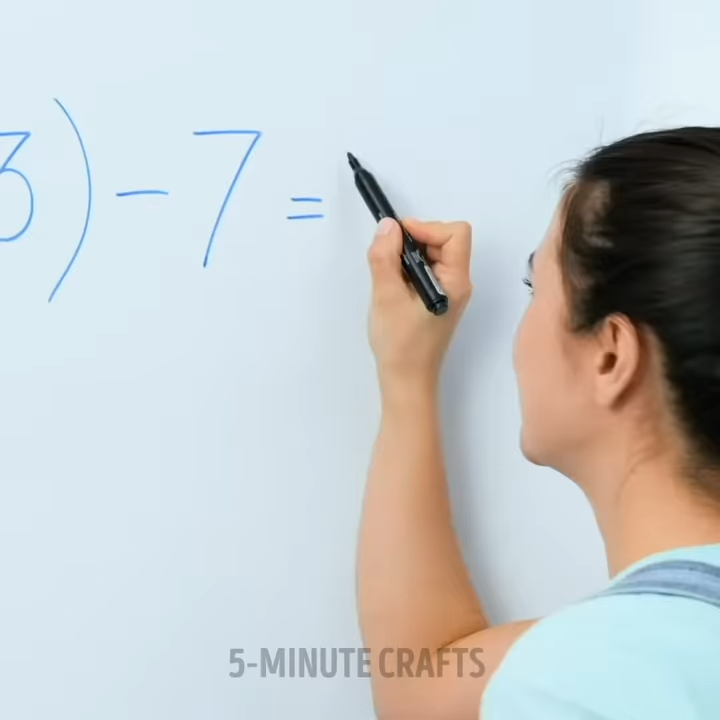 3) - 7 =
5-MINUTE CRAFTS